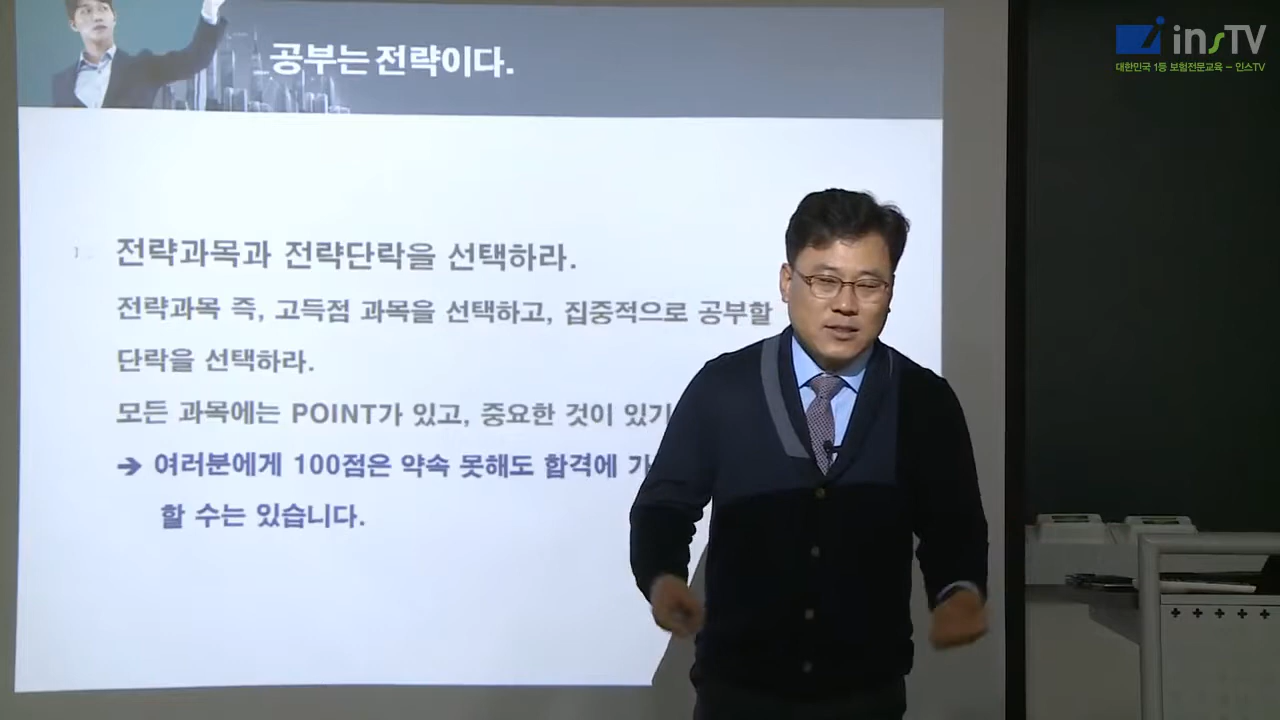 insTV
대한민국 1등 보험전문교육 - 인스TV
공부는 전략이다.
전략과목과 전략단락을 선택하라.
전략과목 즉, 고득점 과목을 선택하고, 집중적으로 공부할
단락을 선택하라.
모든 과목에는 POINT가 있고, 중요한 것이 있기
→ 여러분에게 100점은 약속 못해도 합격에 가
할 수는 있습니다.